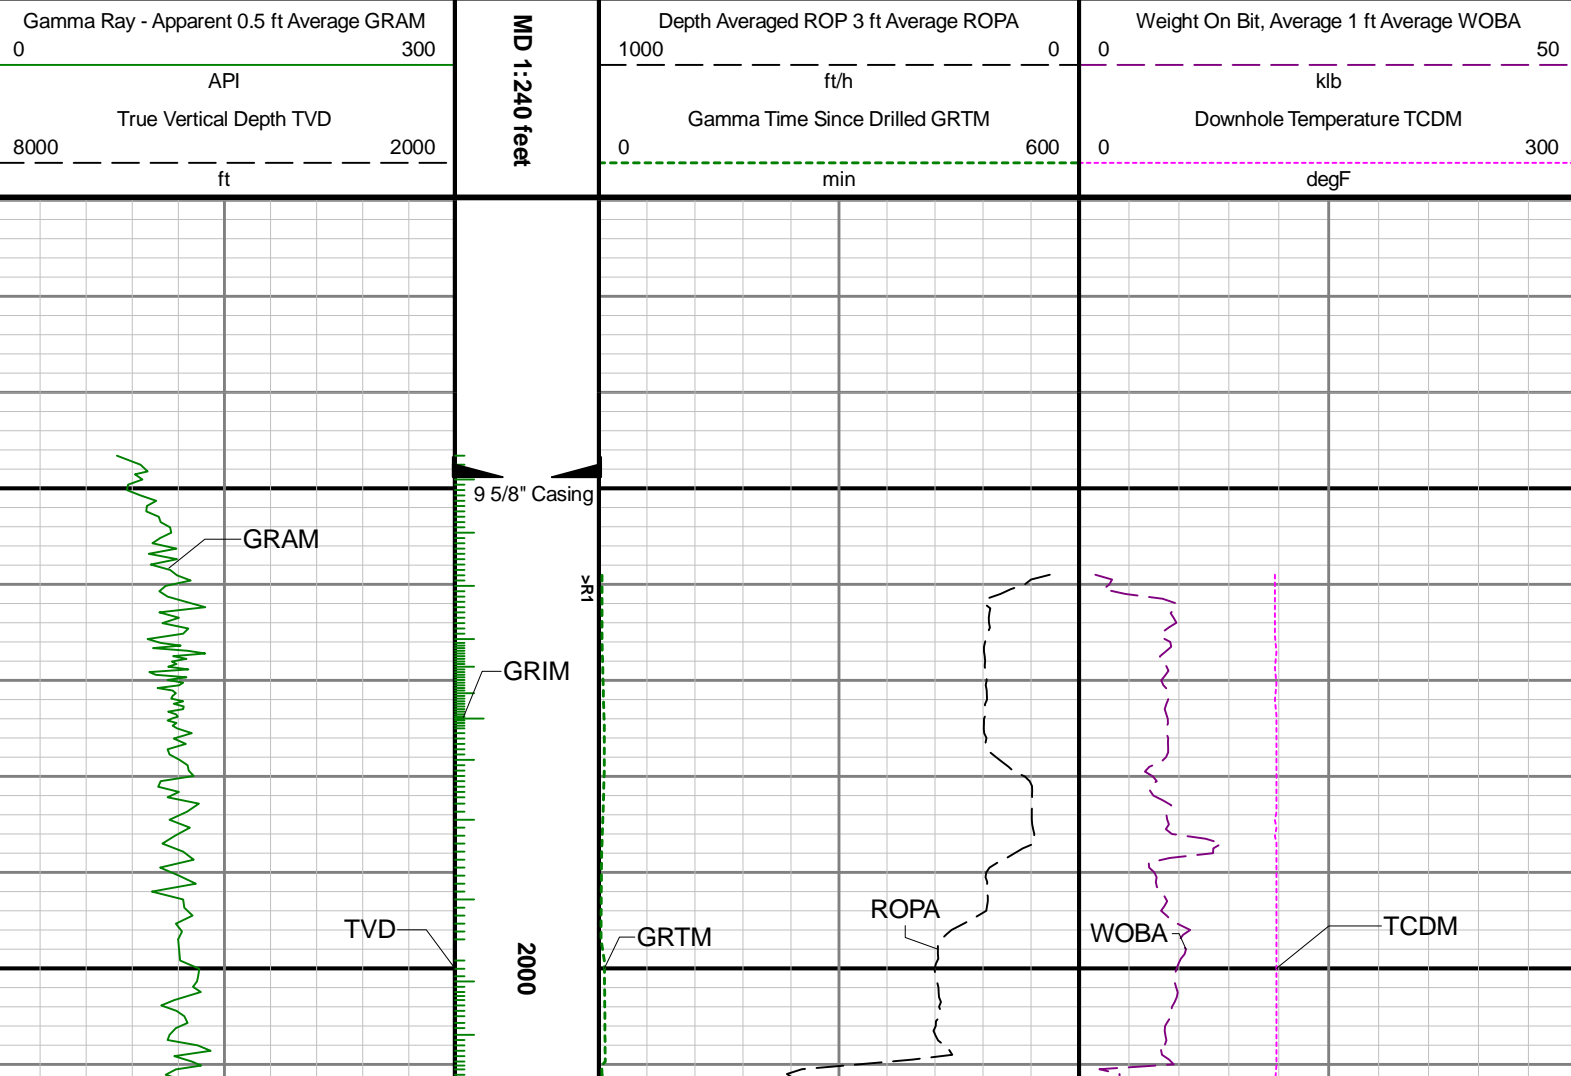 Gamma Ray - Apparent 0.5 ft Average GRAM
0 300
API
True Vertical Depth TVD
8000 2000
ft
MD 1:240 feet
Depth Averaged ROP 3 ft Average ROPA
1000 0
ft/h
Gamma Time Since Drilled GRTM
0 600
min
Weight On Bit, Average 1 ft Average WOBA
0 50
klb
Downhole Temperature TCDM
0 300
degF
9 5/8" Casing
GRAM
>R1
GRIM
ROPA
TVD
GRTM
WOBA
TCDM
2000